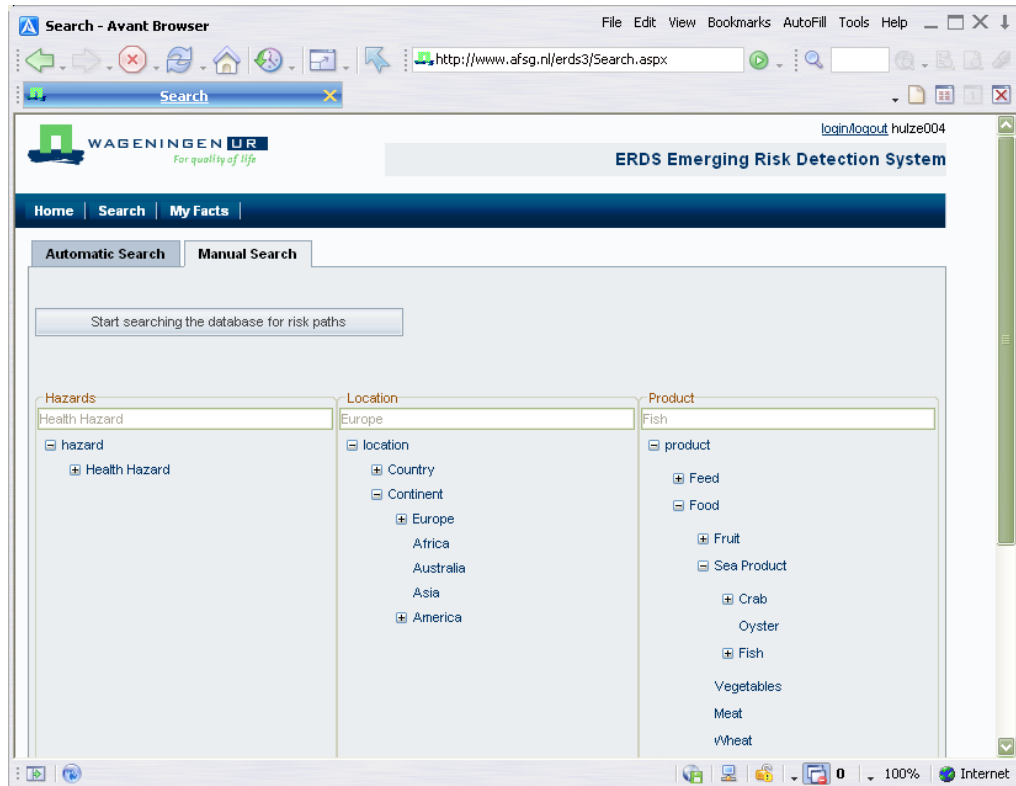 Search - Avant Browser
File Edit View Bookmarks AutoFill Tools Help
http://www.afsg.nl/erds3/Search.aspx
Search
login/logout hulze004
WAGENINGEN UR
For quality of life
ERDS Emerging Risk Detection System
Home | Search | My Facts |
Automatic Search Manual Search
Start searching the database for risk paths
Hazards
Health Hazard
hazard
Health Hazard
Location
Europe
location
Country
Continent
Europe
Africa
Australia
Asia
America
Product
Fish
product
Feed
Food
Fruit
Sea Product
Crab
Oyster
Fish
Vegetables
Meat
Wheat
0 100% Internet